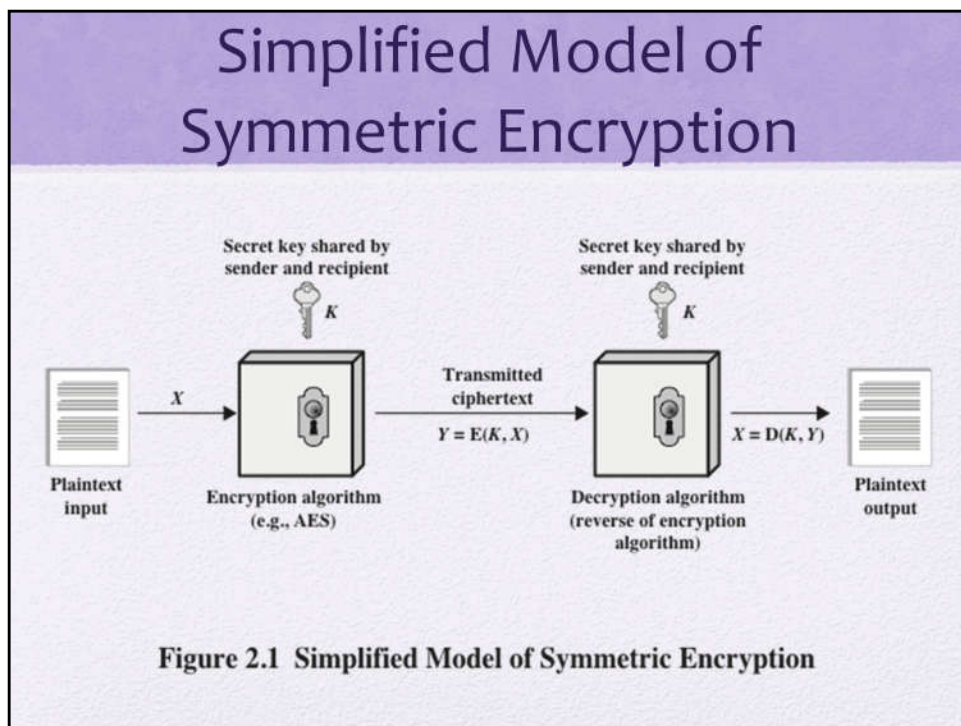 Simplified Model of
Symmetric Encryption
Secret key shared by
sender and recipient
K
Secret key shared by
sender and recipient
K
X
Transmitted
ciphertext
Y = E(K, X)
X = D(K, Y)
Plaintext
input
Encryption algorithm
(e.g., AES)
Decryption algorithm
(reverse of encryption
algorithm)
Plaintext
output
Figure 2.1 Simplified Model of Symmetric Encryption